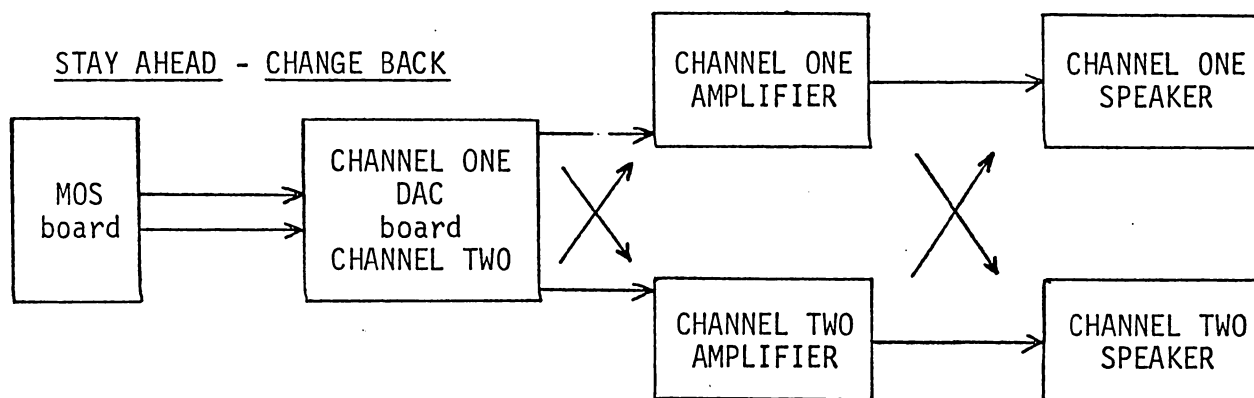 STAY AHEAD - CHANGE BACK
MOS
board
CHANNEL ONE
DAC
board
CHANNEL TWO
CHANNEL ONE
AMPLIFIER
CHANNEL ONE
SPEAKER
CHANNEL TWO
AMPLIFIER
CHANNEL TWO
SPEAKER